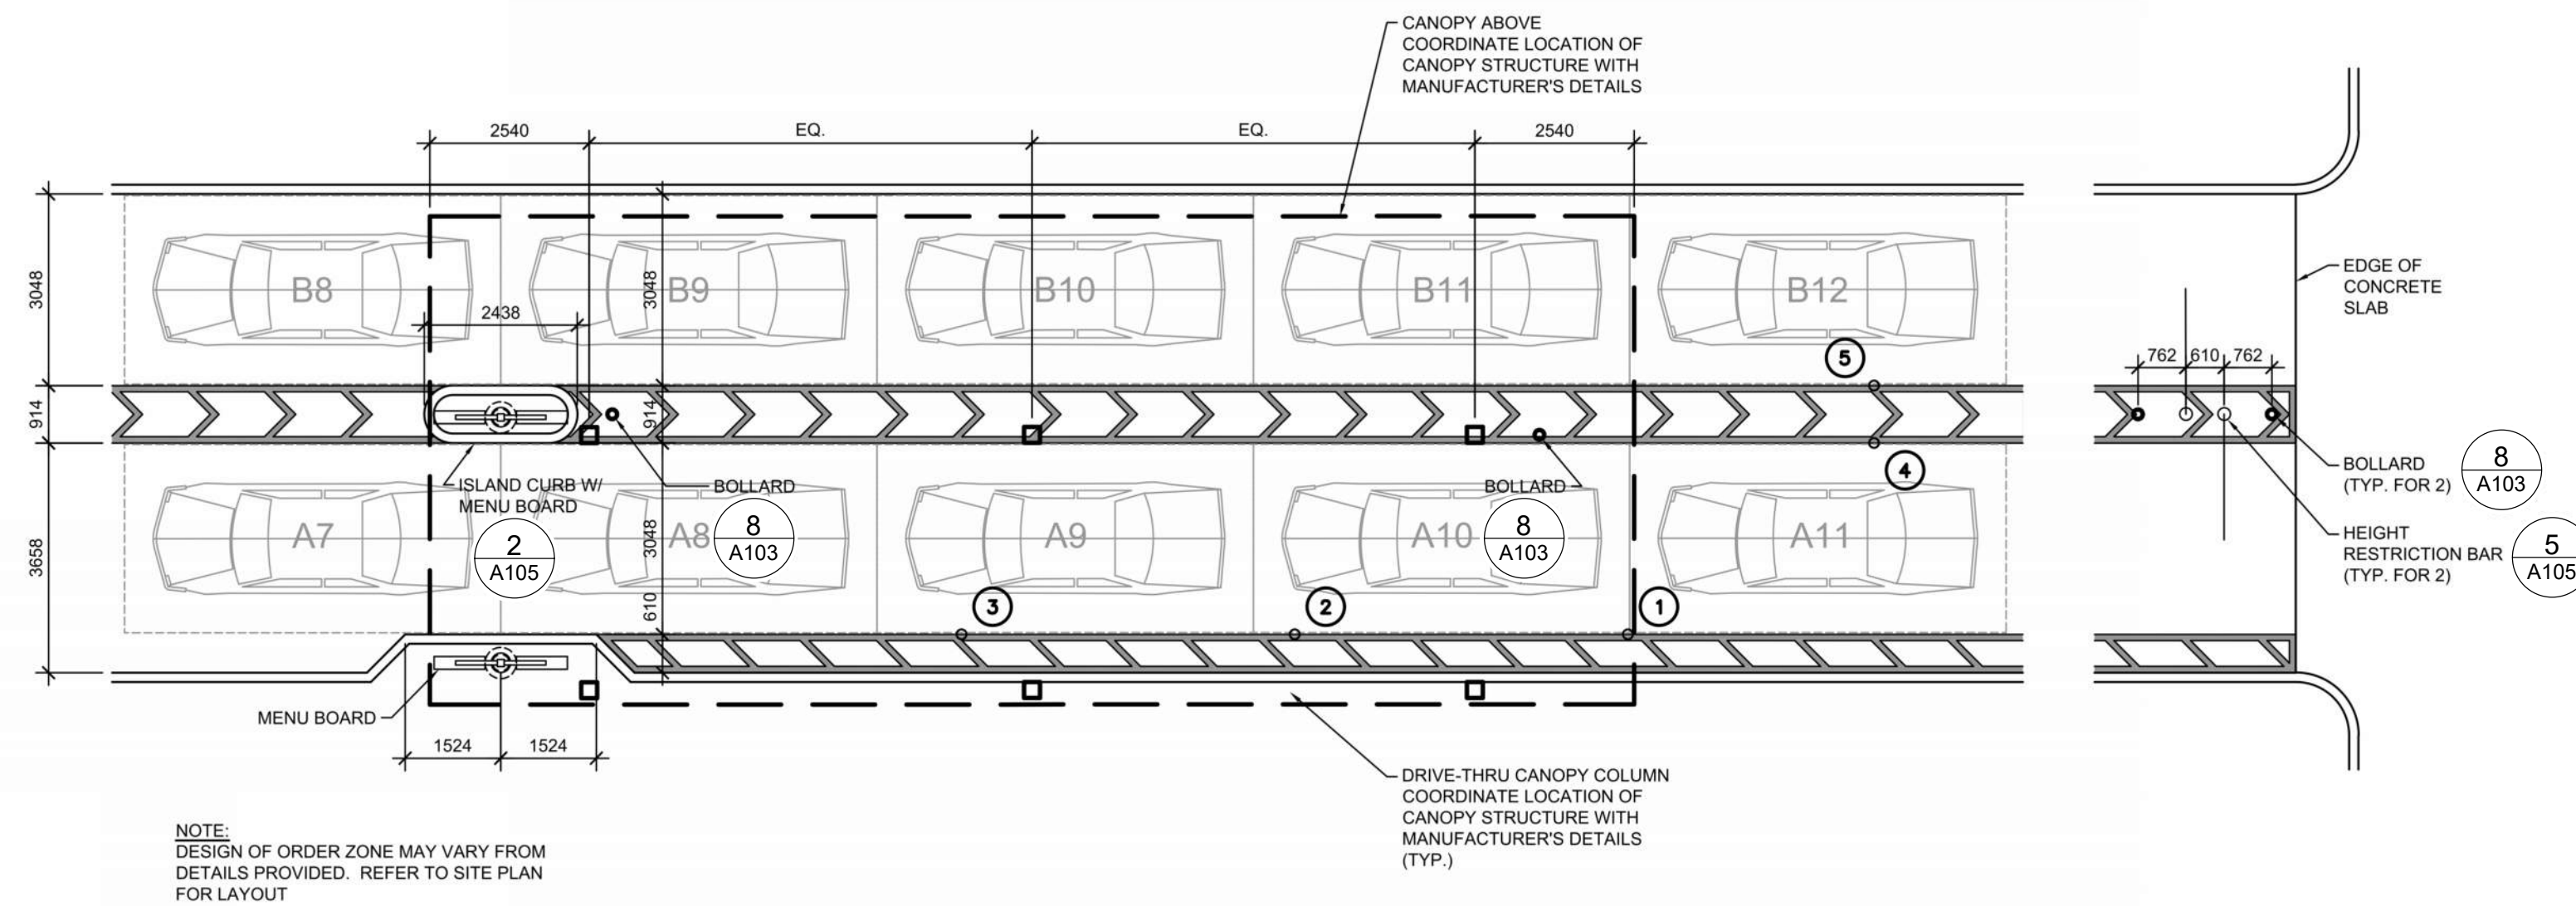 CANOPY ABOVE
COORDINATE LOCATION OF
CANOPY STRUCTURE WITH
MANUFACTURER'S DETAILS
2540
EQ.
EQ.
2540
3048
914
3658
B8
B9
B10
B11
B12
2438
3048
914
3048
610
5
4
762
610
762
EDGE OF
CONCRETE
SLAB
BOLLARD
(TYP. FOR 2)
8
A103
HEIGHT
RESTRICTION BAR
(TYP. FOR 2)
5
A105
ISLAND CURB W/
MENU BOARD
2
A105
BOLLARD
8
A103
BOLLARD
8
A103
A7
A8
A9
A10
A11
3
2
1
MENU BOARD
1524
1524
DRIVE-THRU CANOPY COLUMN
COORDINATE LOCATION OF
CANOPY STRUCTURE WITH
MANUFACTURER'S DETAILS
(TYP.)
NOTE:
DESIGN OF ORDER ZONE MAY VARY FROM
DETAILS PROVIDED. REFER TO SITE PLAN
FOR LAYOUT